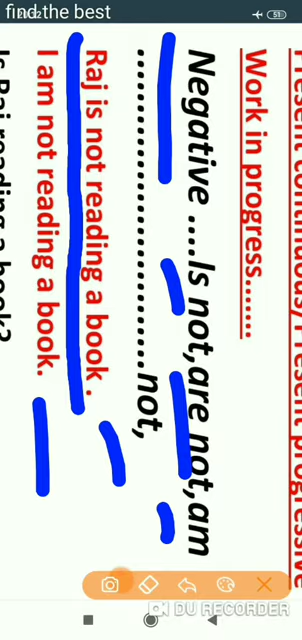 find the best
51
Present continuous/ Present progressive
Work in progress.......
Negative ....Is not,are not,am
..........................not,
Raj is not reading a book .
I am not reading a book.
Is Raj reading a book?
DU RECORDER